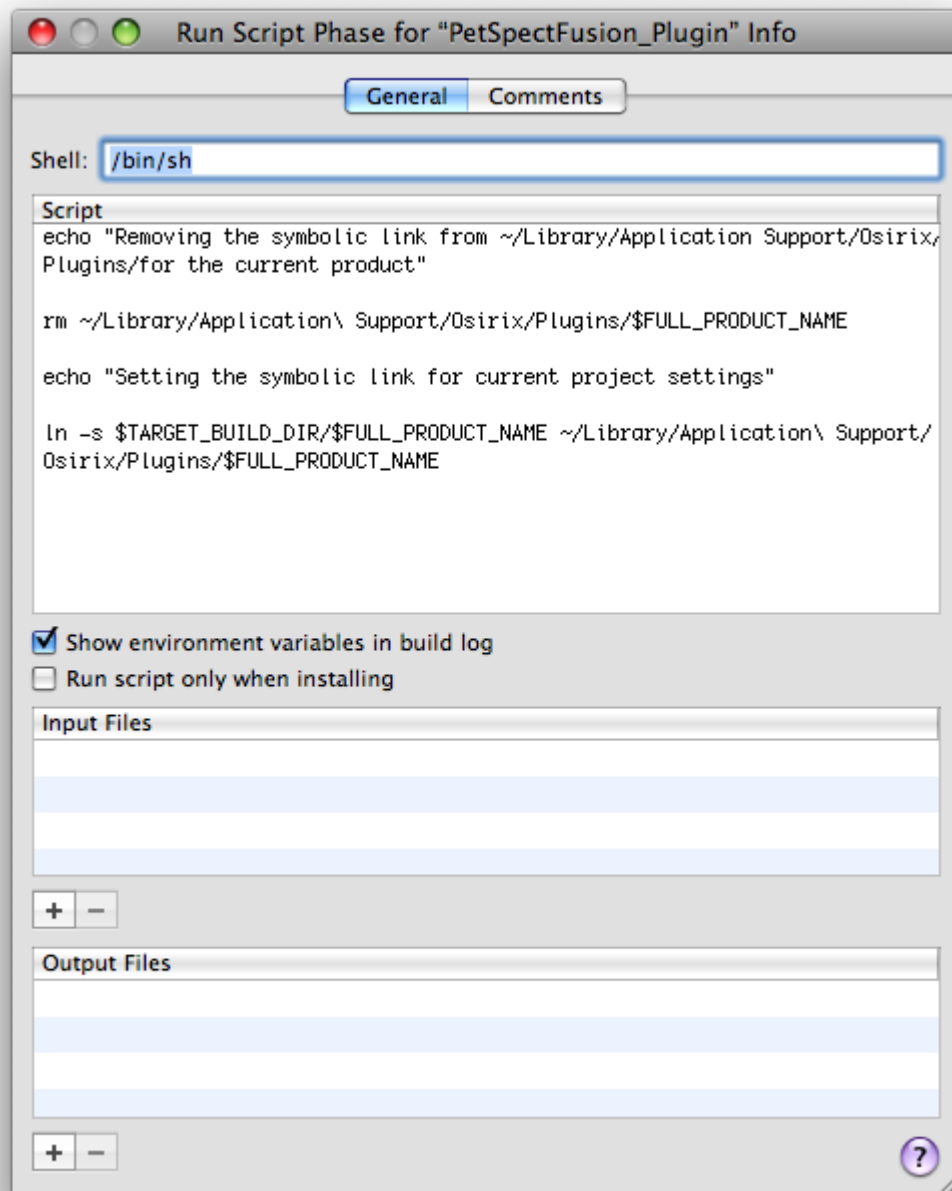 Run Script Phase for “PetSpectFusion_Plugin” Info
General Comments
Shell: /bin/sh
Script
echo "Removing the symbolic link from ~/Library/Application Support/Osirix/
Plugins/for the current product"
rm ~/Library/Application\ Support/Osirix/Plugins/$FULL_PRODUCT_NAME
echo "Setting the symbolic link for current project settings"
ln -s $TARGET_BUILD_DIR/$FULL_PRODUCT_NAME ~/Library/Application\ Support/
Osirix/Plugins/$FULL_PRODUCT_NAME
Show environment variables in build log
Run script only when installing
Input Files
+ −
Output Files
+ −
?